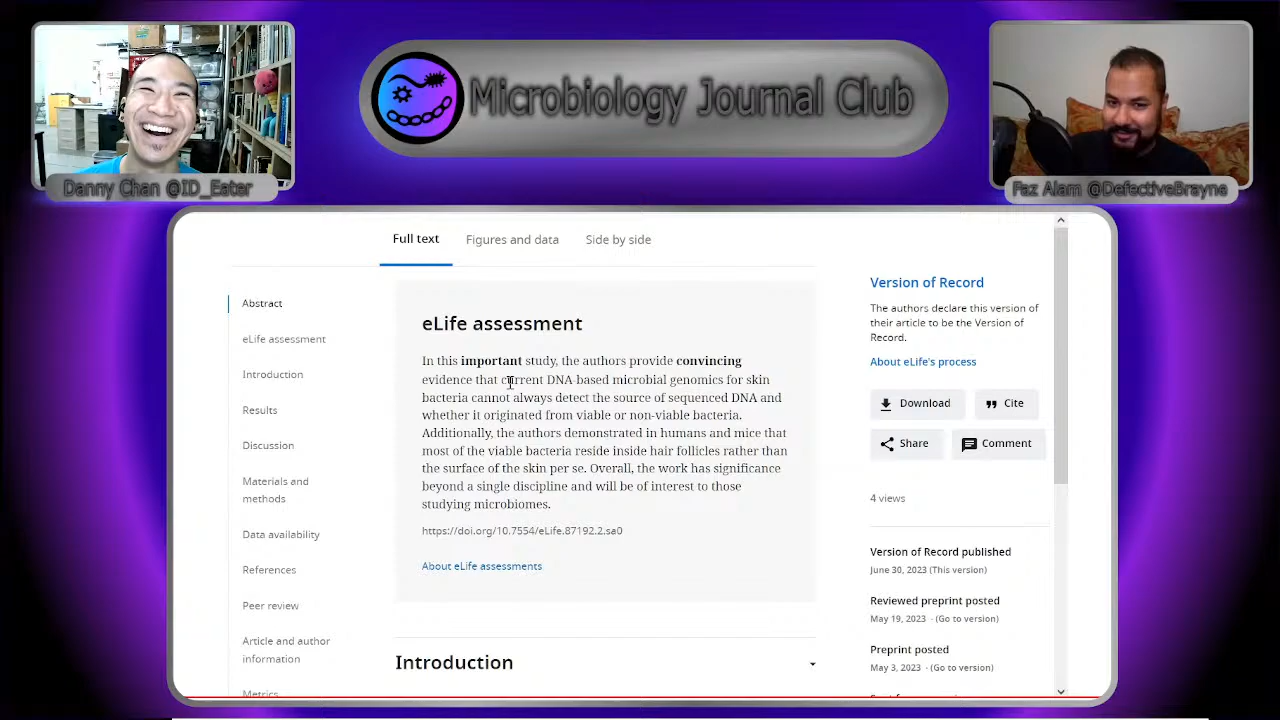 Microbiology Journal Club
Danny Chan @ID_Eater
Faz Alam @DefectiveBrayne
Full text
Figures and data
Side by side
Abstract
eLife assessment
Introduction
Results
Discussion
Materials and
methods
Data availability
References
Peer review
Article and author
information
Metrics
eLife assessment
In this important study, the authors provide convincing
evidence that current DNA-based microbial genomics for skin
bacteria cannot always detect the source of sequenced DNA and
whether it originated from viable or non-viable bacteria.
Additionally, the authors demonstrated in humans and mice that
most of the viable bacteria reside inside hair follicles rather than
the surface of the skin per se. Overall, the work has significance
beyond a single discipline and will be of interest to those
studying microbiomes.
https://doi.org/10.7554/eLife.87192.2.sa0
About eLife assessments
Introduction
Version of Record
The authors declare this version of
their article to be the Version of
Record.
About eLife's process
Download
Cite
Share
Comment
4 views
Version of Record published
June 30, 2023 (This version)
Reviewed preprint posted
May 19, 2023 · (Go to version)
Preprint posted
May 3, 2023 · (Go to version)